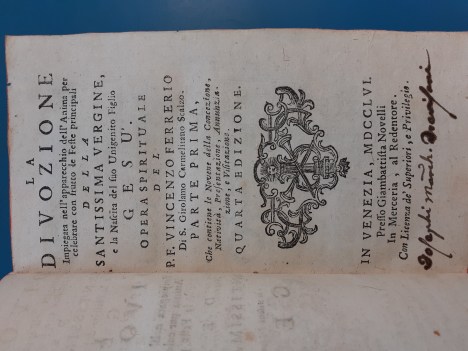 LA
DIVOZIONE
Impiegata nell'apparecchio dell'Anima per
celebrare con frutto le Feste principali
DELLA
SANTISSIMA VERGINE,
e la Nascita del suo Unigenito Figlio
GESU.
OPERA SPIRITUALE
DEL
P. F. VINCENZO FERRERIO
Di S. Girolamo Carmelitano Scalzo.
PARTE PRIMA,
Che contiene le Novene della Concezione,
Natività, Presentazione, Annunzia-
zione, e Visitazione.
QUARTA EDIZIONE.
IN VENEZIA, MDCCLVI.
Presso Giambattista Novelli
In Merceria, al Redentore.
Con Licenza de' Superiori, e Privilegio.
Josephi